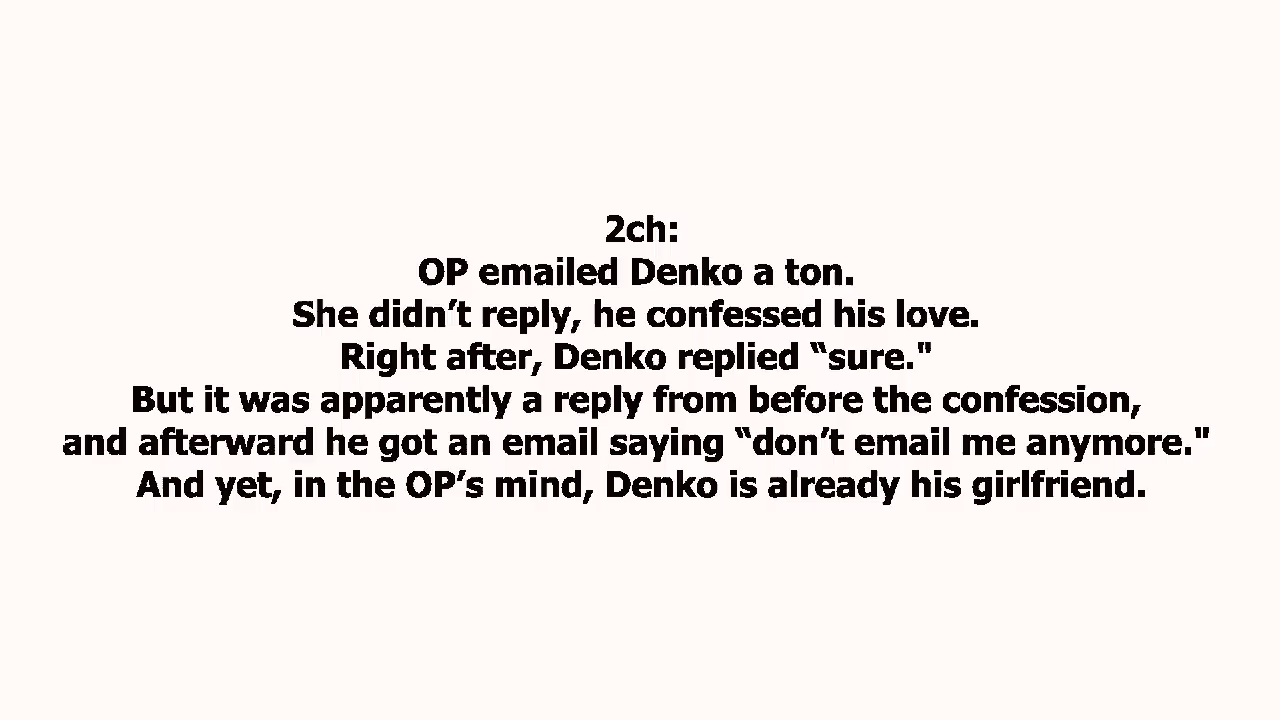 2ch:
OP emailed Denko a ton.
She didn’t reply, he confessed his love.
Right after, Denko replied “sure."
But it was apparently a reply from before the confession,
and afterward he got an email saying “don’t email me anymore."
And yet, in the OP’s mind, Denko is already his girlfriend.